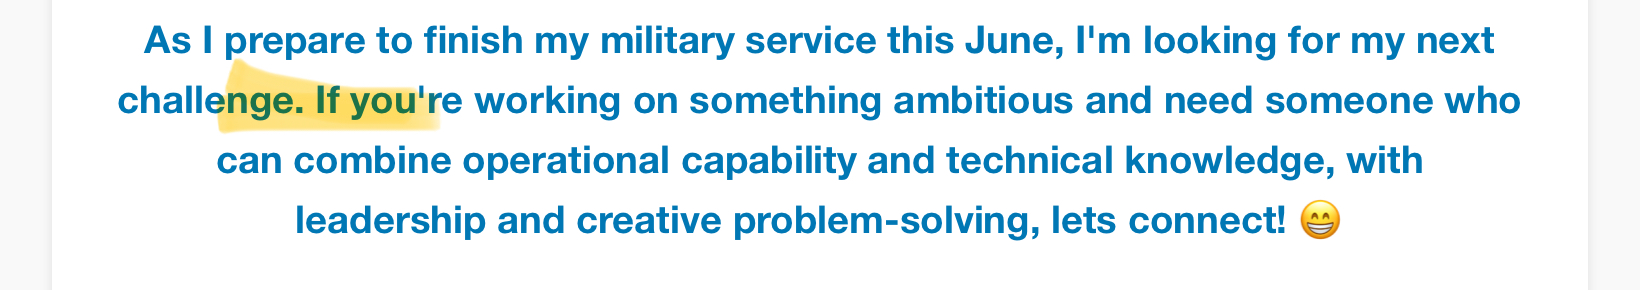 As I prepare to finish my military service this June, I'm looking for my next
challenge. If you're working on something ambitious and need someone who
can combine operational capability and technical knowledge, with
leadership and creative problem-solving, lets connect! 😁